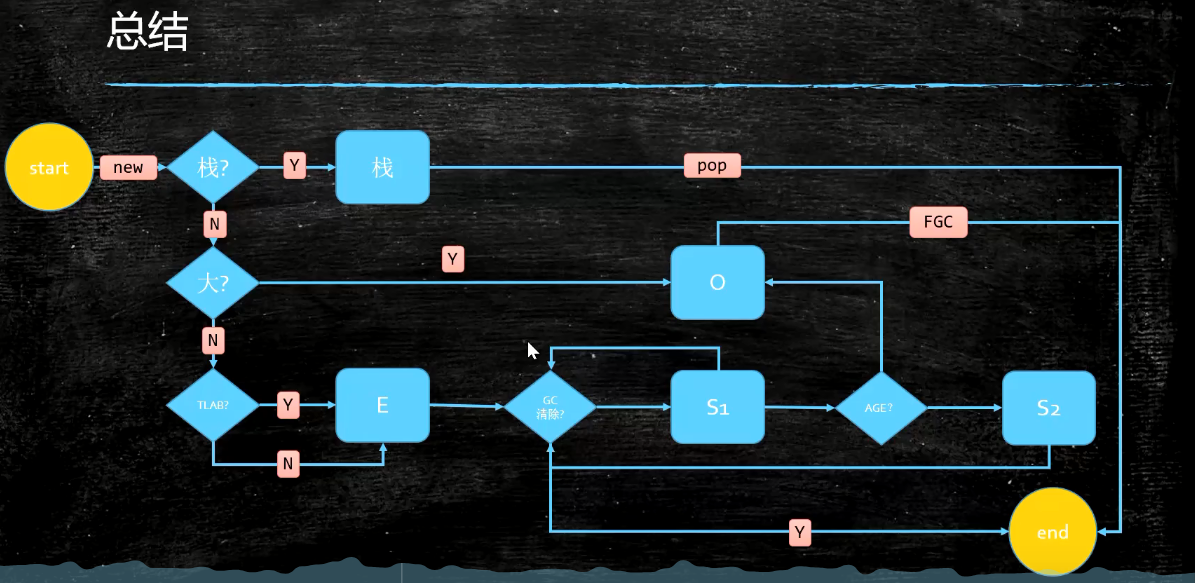 总结
start
new
栈?
Y
栈
pop
N
FGC
大?
Y
O
N
TLAB?
Y
E
GC
清除?
S1
AGE?
S2
N
Y
end